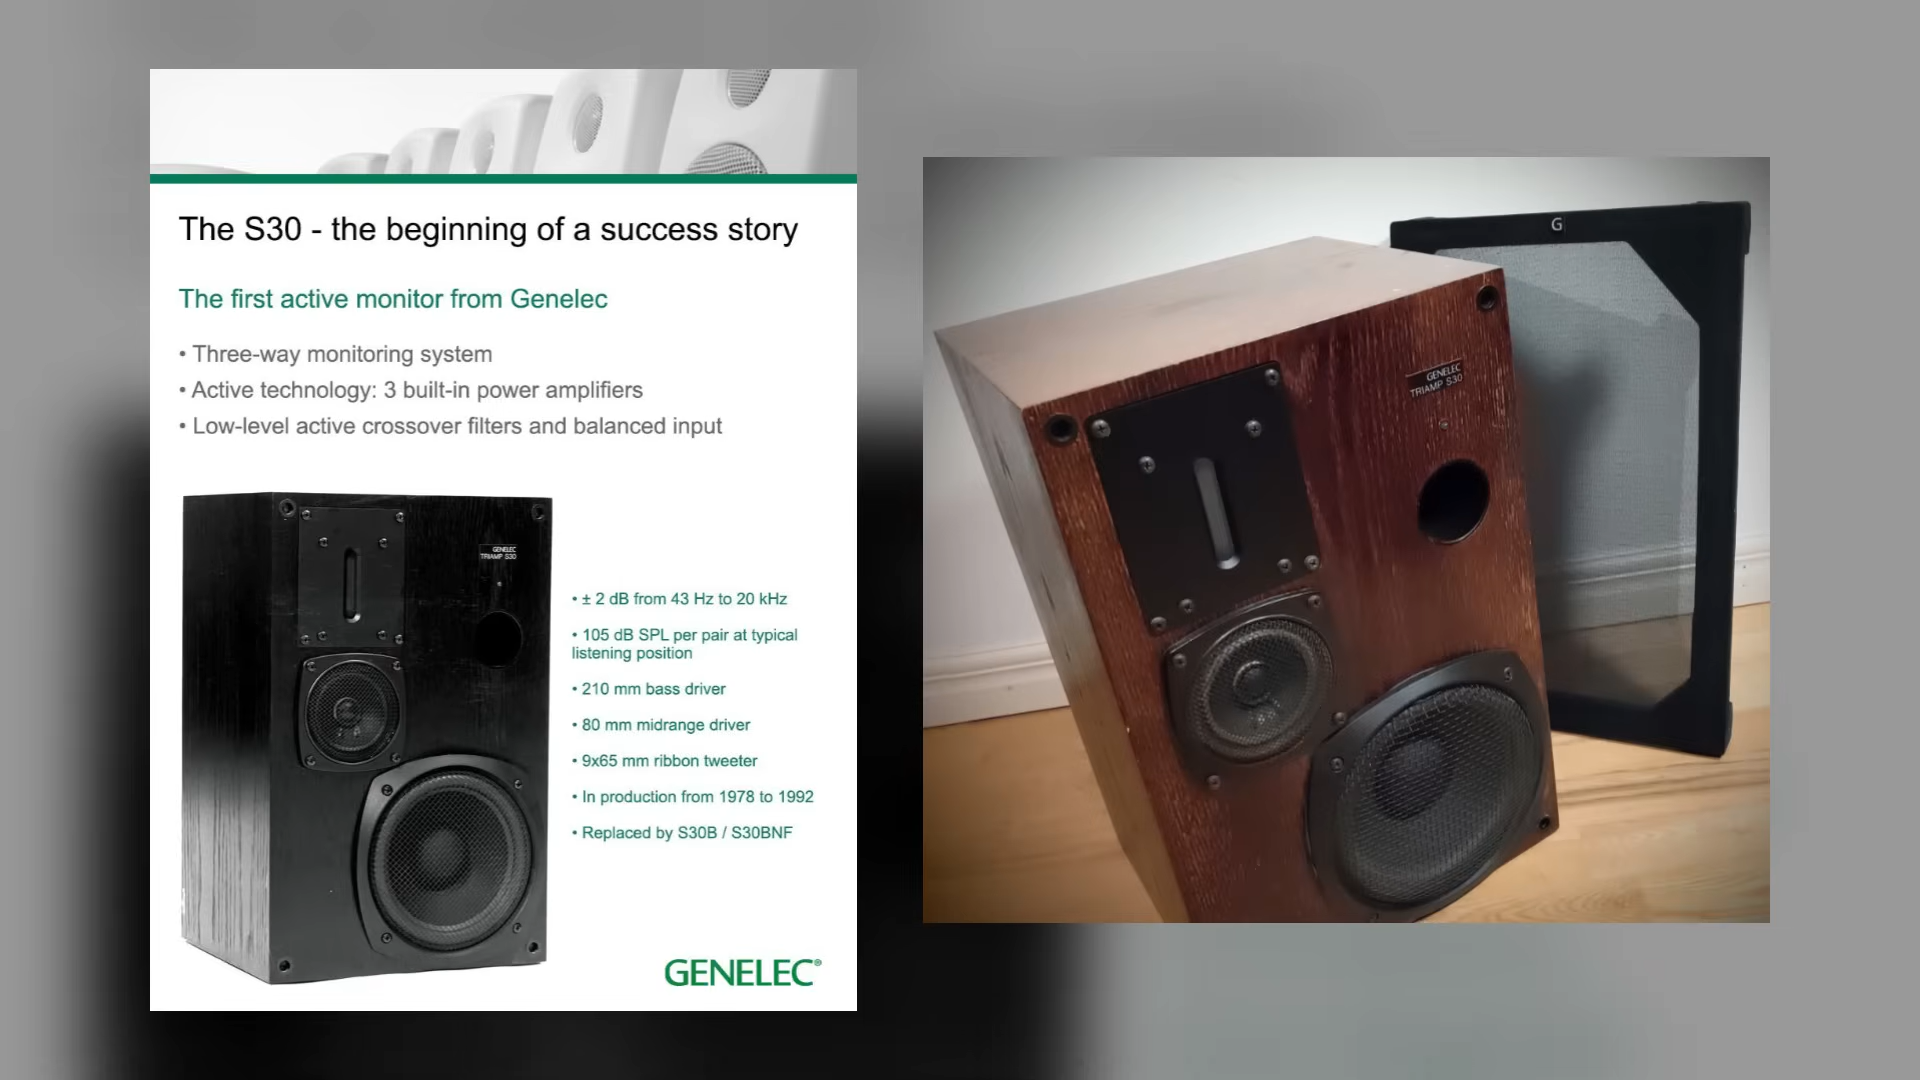 The S30 - the beginning of a success story
The first active monitor from Genelec
• Three-way monitoring system
• Active technology: 3 built-in power amplifiers
• Low-level active crossover filters and balanced input
GENELEC
TRIAMP S30
• ± 2 dB from 43 Hz to 20 kHz
• 105 dB SPL per pair at typical
listening position
• 210 mm bass driver
• 80 mm midrange driver
• 9x65 mm ribbon tweeter
• In production from 1978 to 1992
• Replaced by S30B / S30BNF
GENELEC®
G
GENELEC
TRIAMP S30